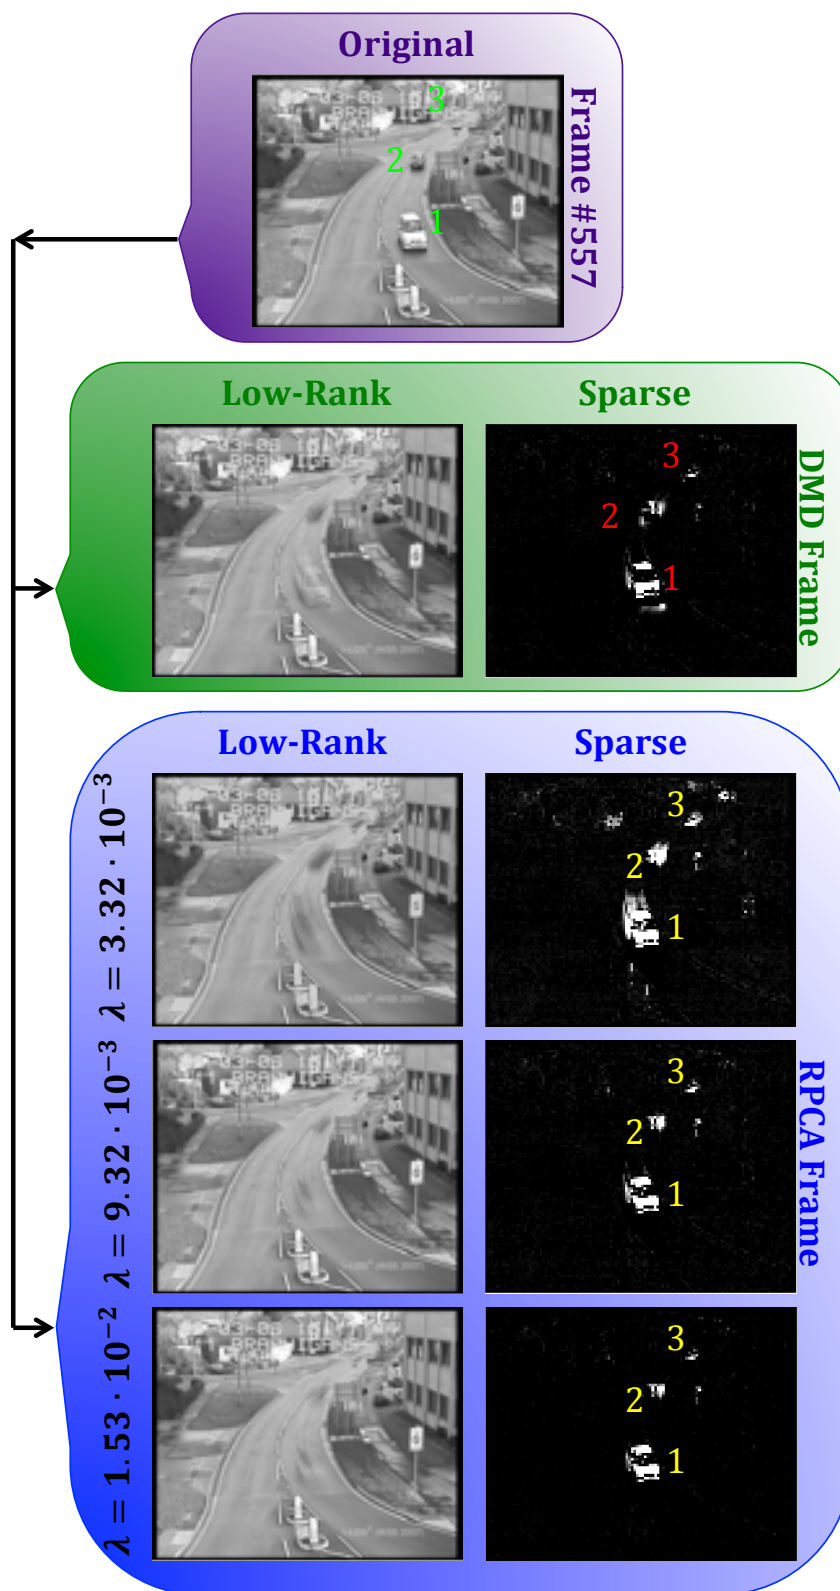 Original
Frame #557
3
2
1
Low-Rank
Sparse
DMD Frame
3
2
1
Low-Rank
Sparse
RPCA Frame
λ = 3.32 · 10⁻³
3
2
1
λ = 9.32 · 10⁻³
3
2
1
λ = 1.53 · 10⁻²
3
2
1